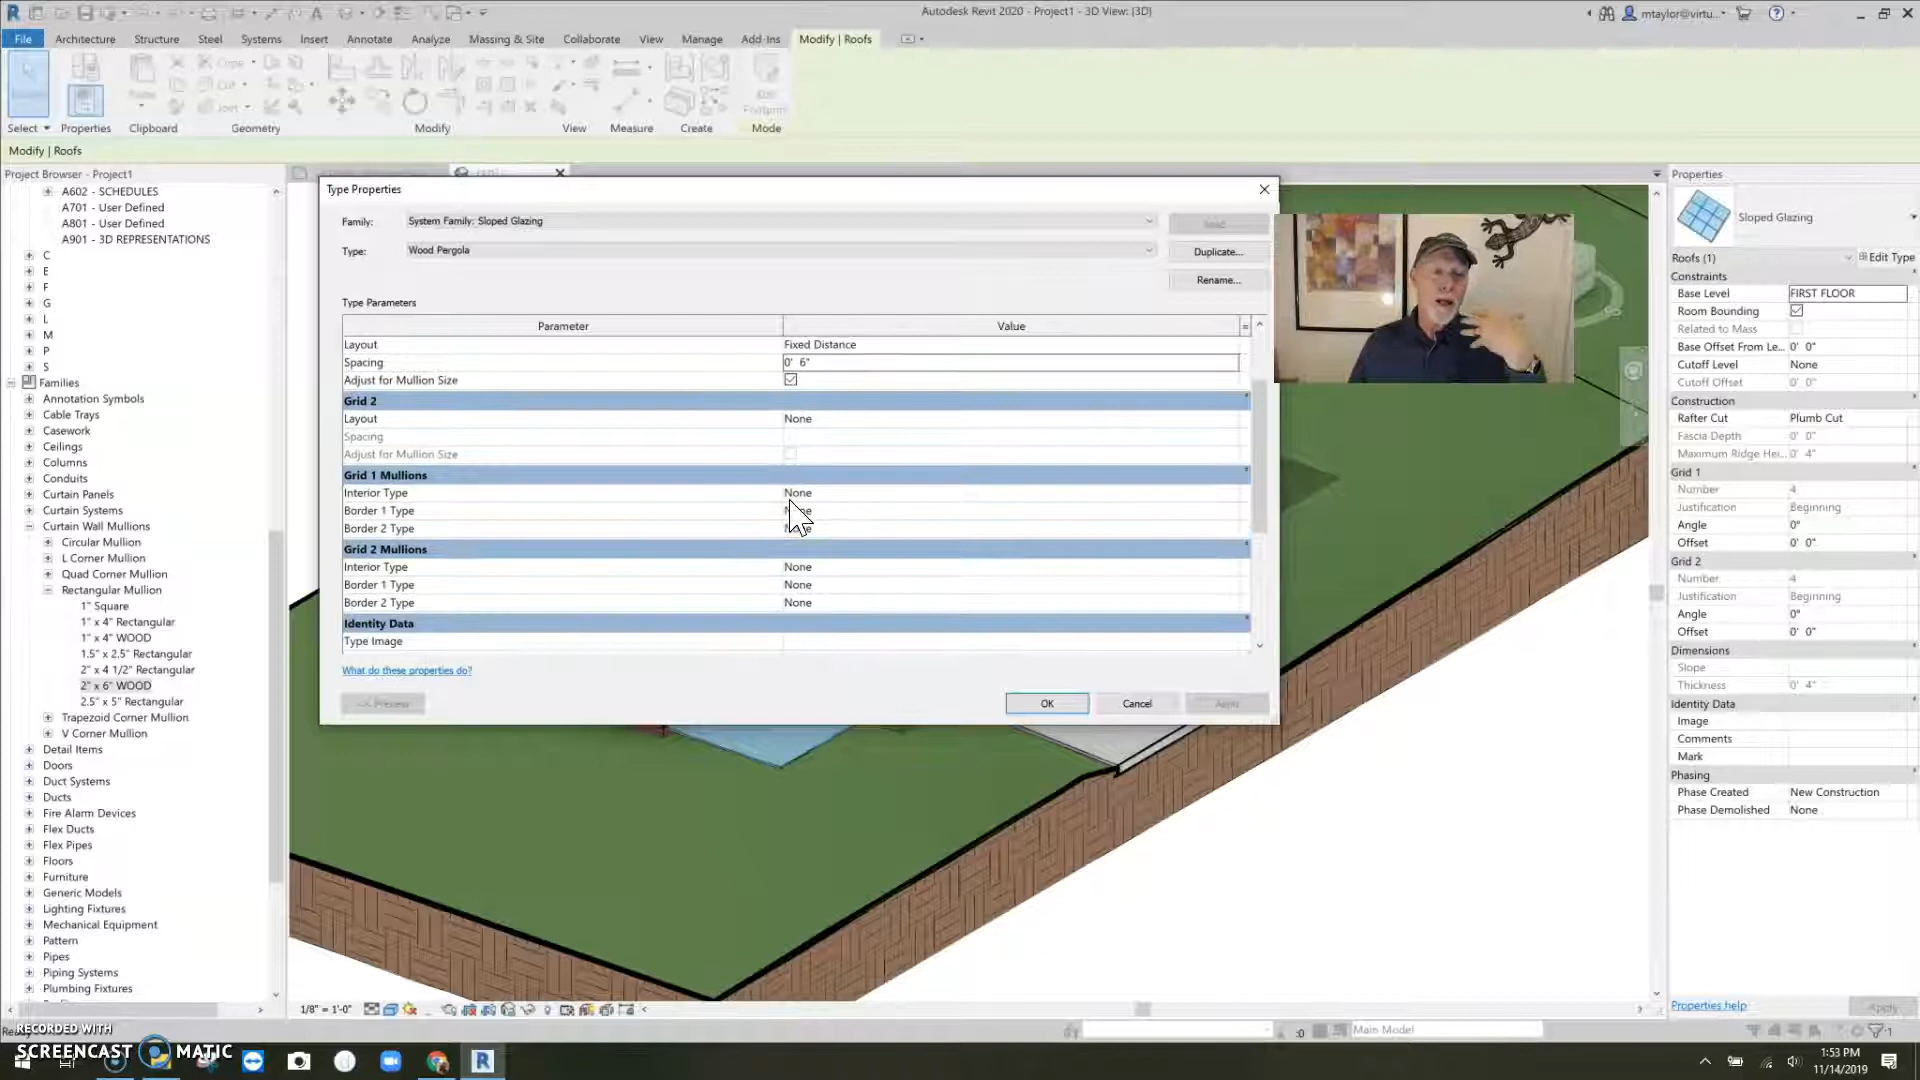 Autodesk Revit 2020 - Project1 - 3D View: {3D}
mtaylor@virtu...
File Architecture Structure Steel Systems Insert Annotate Analyze Massing & Site Collaborate View Manage Add-Ins Modify | Roofs
Select Properties Clipboard Geometry Modify View Measure Create Mode
Modify | Roofs
Project Browser - Project1
A602 - SCHEDULES
A701 - User Defined
A801 - User Defined
A901 - 3D REPRESENTATIONS
C
E
F
G
L
M
P
S
Families
Annotation Symbols
Cable Trays
Casework
Ceilings
Columns
Conduits
Curtain Panels
Curtain Systems
Curtain Wall Mullions
Circular Mullion
L Corner Mullion
Quad Corner Mullion
Rectangular Mullion
1" Square
1" x 4" Rectangular
1" x 4" WOOD
1.5" x 2.5" Rectangular
2" x 4 1/2" Rectangular
2" x 6" WOOD
2.5" x 5" Rectangular
Trapezoid Corner Mullion
V Corner Mullion
Detail Items
Doors
Duct Systems
Ducts
Fire Alarm Devices
Flex Ducts
Flex Pipes
Floors
Furniture
Generic Models
Lighting Fixtures
Mechanical Equipment
Pattern
Pipes
Piping Systems
Plumbing Fixtures
Type Properties
Family: System Family: Sloped Glazing
Type: Wood Pergola
Duplicate...
Rename...
Type Parameters
Parameter Value
Layout Fixed Distance
Spacing 0' 6"
Adjust for Mullion Size
Grid 2
Layout None
Spacing
Adjust for Mullion Size
Grid 1 Mullions
Interior Type None
Border 1 Type
Border 2 Type
Grid 2 Mullions
Interior Type None
Border 1 Type None
Border 2 Type None
Identity Data
Type Image
What do these properties do?
<< Preview OK Cancel Apply
Properties
Sloped Glazing
Roofs (1) Edit Type
Constraints
Base Level FIRST FLOOR
Room Bounding
Related to Mass
Base Offset From Le... 0' 0"
Cutoff Level None
Cutoff Offset 0' 0"
Construction
Rafter Cut Plumb Cut
Fascia Depth 0' 0"
Maximum Ridge Hei... 0' 4"
Grid 1
Number 4
Justification Beginning
Angle 0°
Offset 0' 0"
Grid 2
Number 4
Justification Beginning
Angle 0°
Offset 0' 0"
Dimensions
Slope
Thickness 0' 4"
Identity Data
Image
Comments
Mark
Phasing
Phase Created New Construction
Phase Demolished None
Properties help Apply
1/8" = 1'-0"
:0 Main Model
RECORDED WITH
SCREENCAST MATIC
1:53 PM
11/14/2019